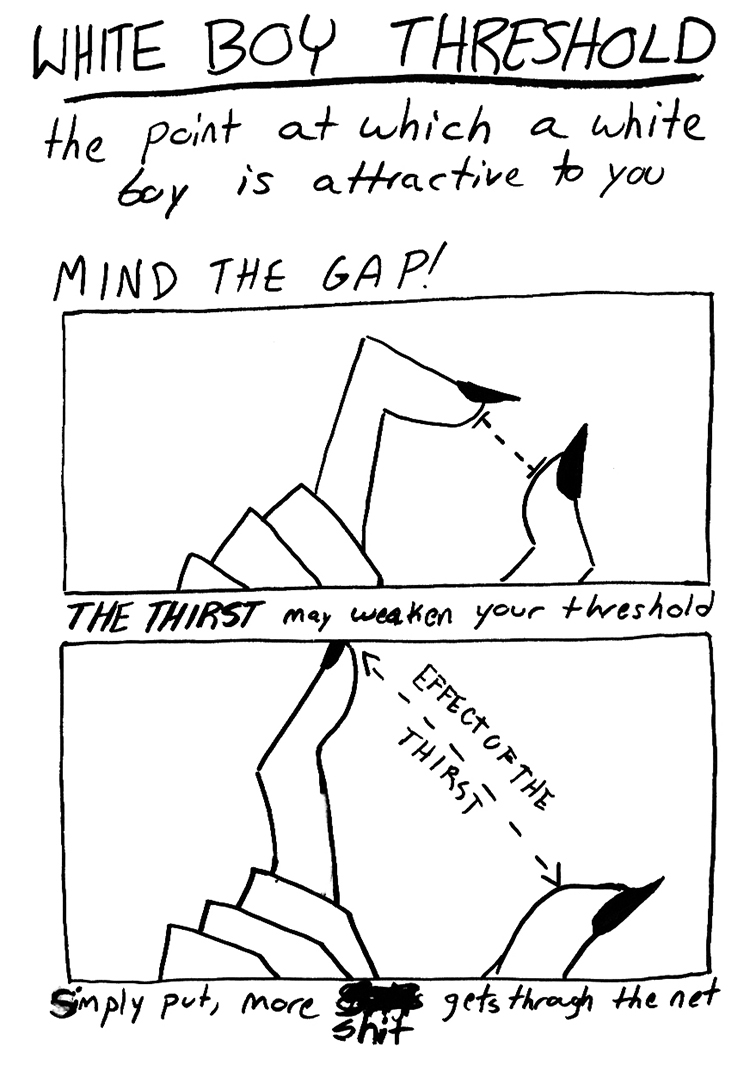 WHITE BOY THRESHOLD
the point at which a white
boy is attractive to you
MIND THE GAP!
THE THIRST may weaken your threshold
EFFECT OF THE
THIRST
Simply put, more gets through the net
shit